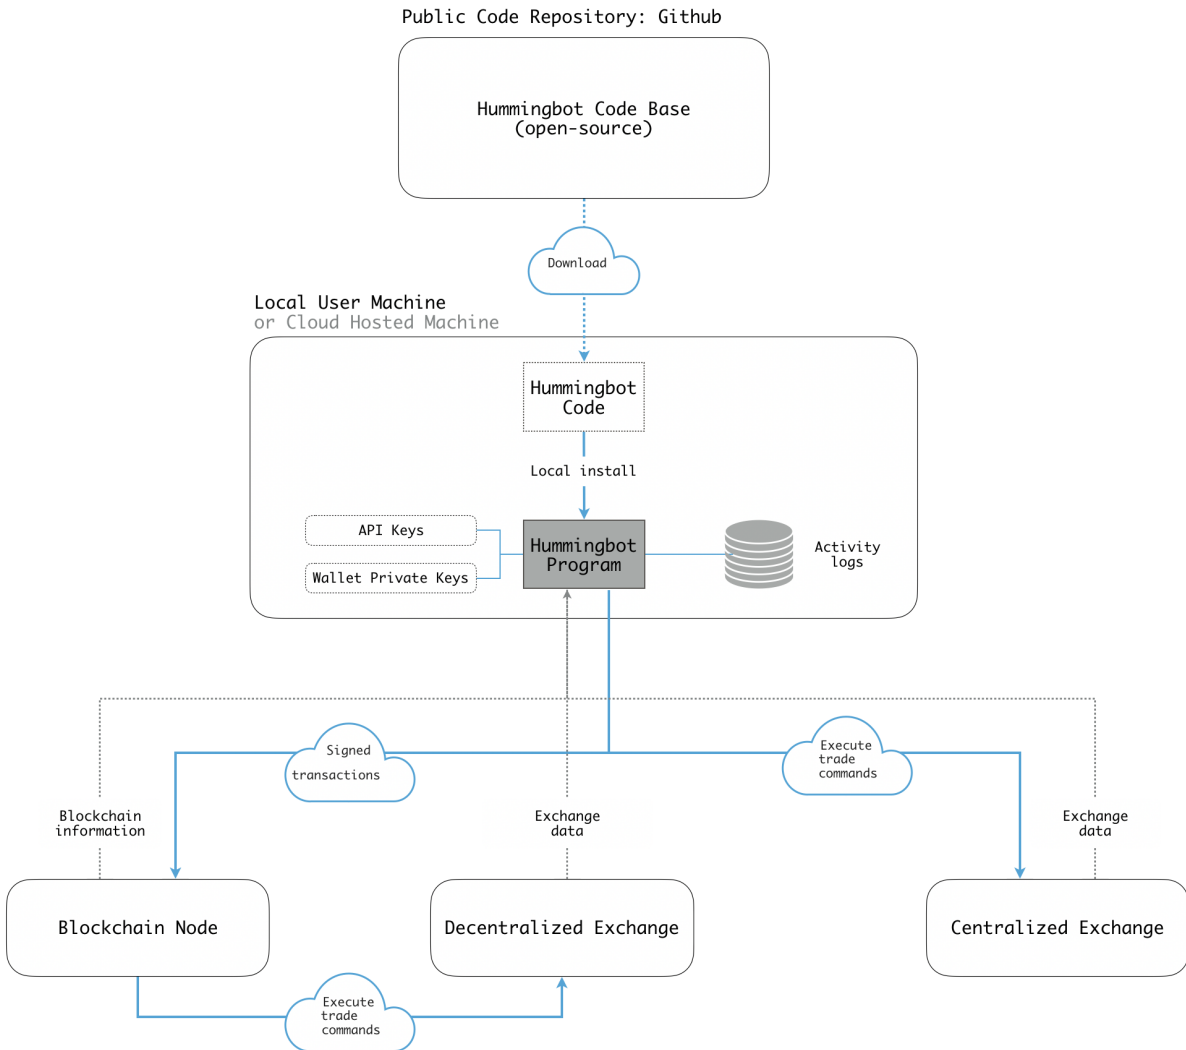 Public Code Repository: Github
Hummingbot Code Base
(open-source)
Download
Local User Machine
or Cloud Hosted Machine
Hummingbot
Code
Local install
API Keys
Wallet Private Keys
Hummingbot
Program
Activity
logs
Signed
transactions
Execute
trade
commands
Blockchain
information
Exchange
data
Exchange
data
Blockchain Node
Decentralized Exchange
Centralized Exchange
Execute
trade
commands